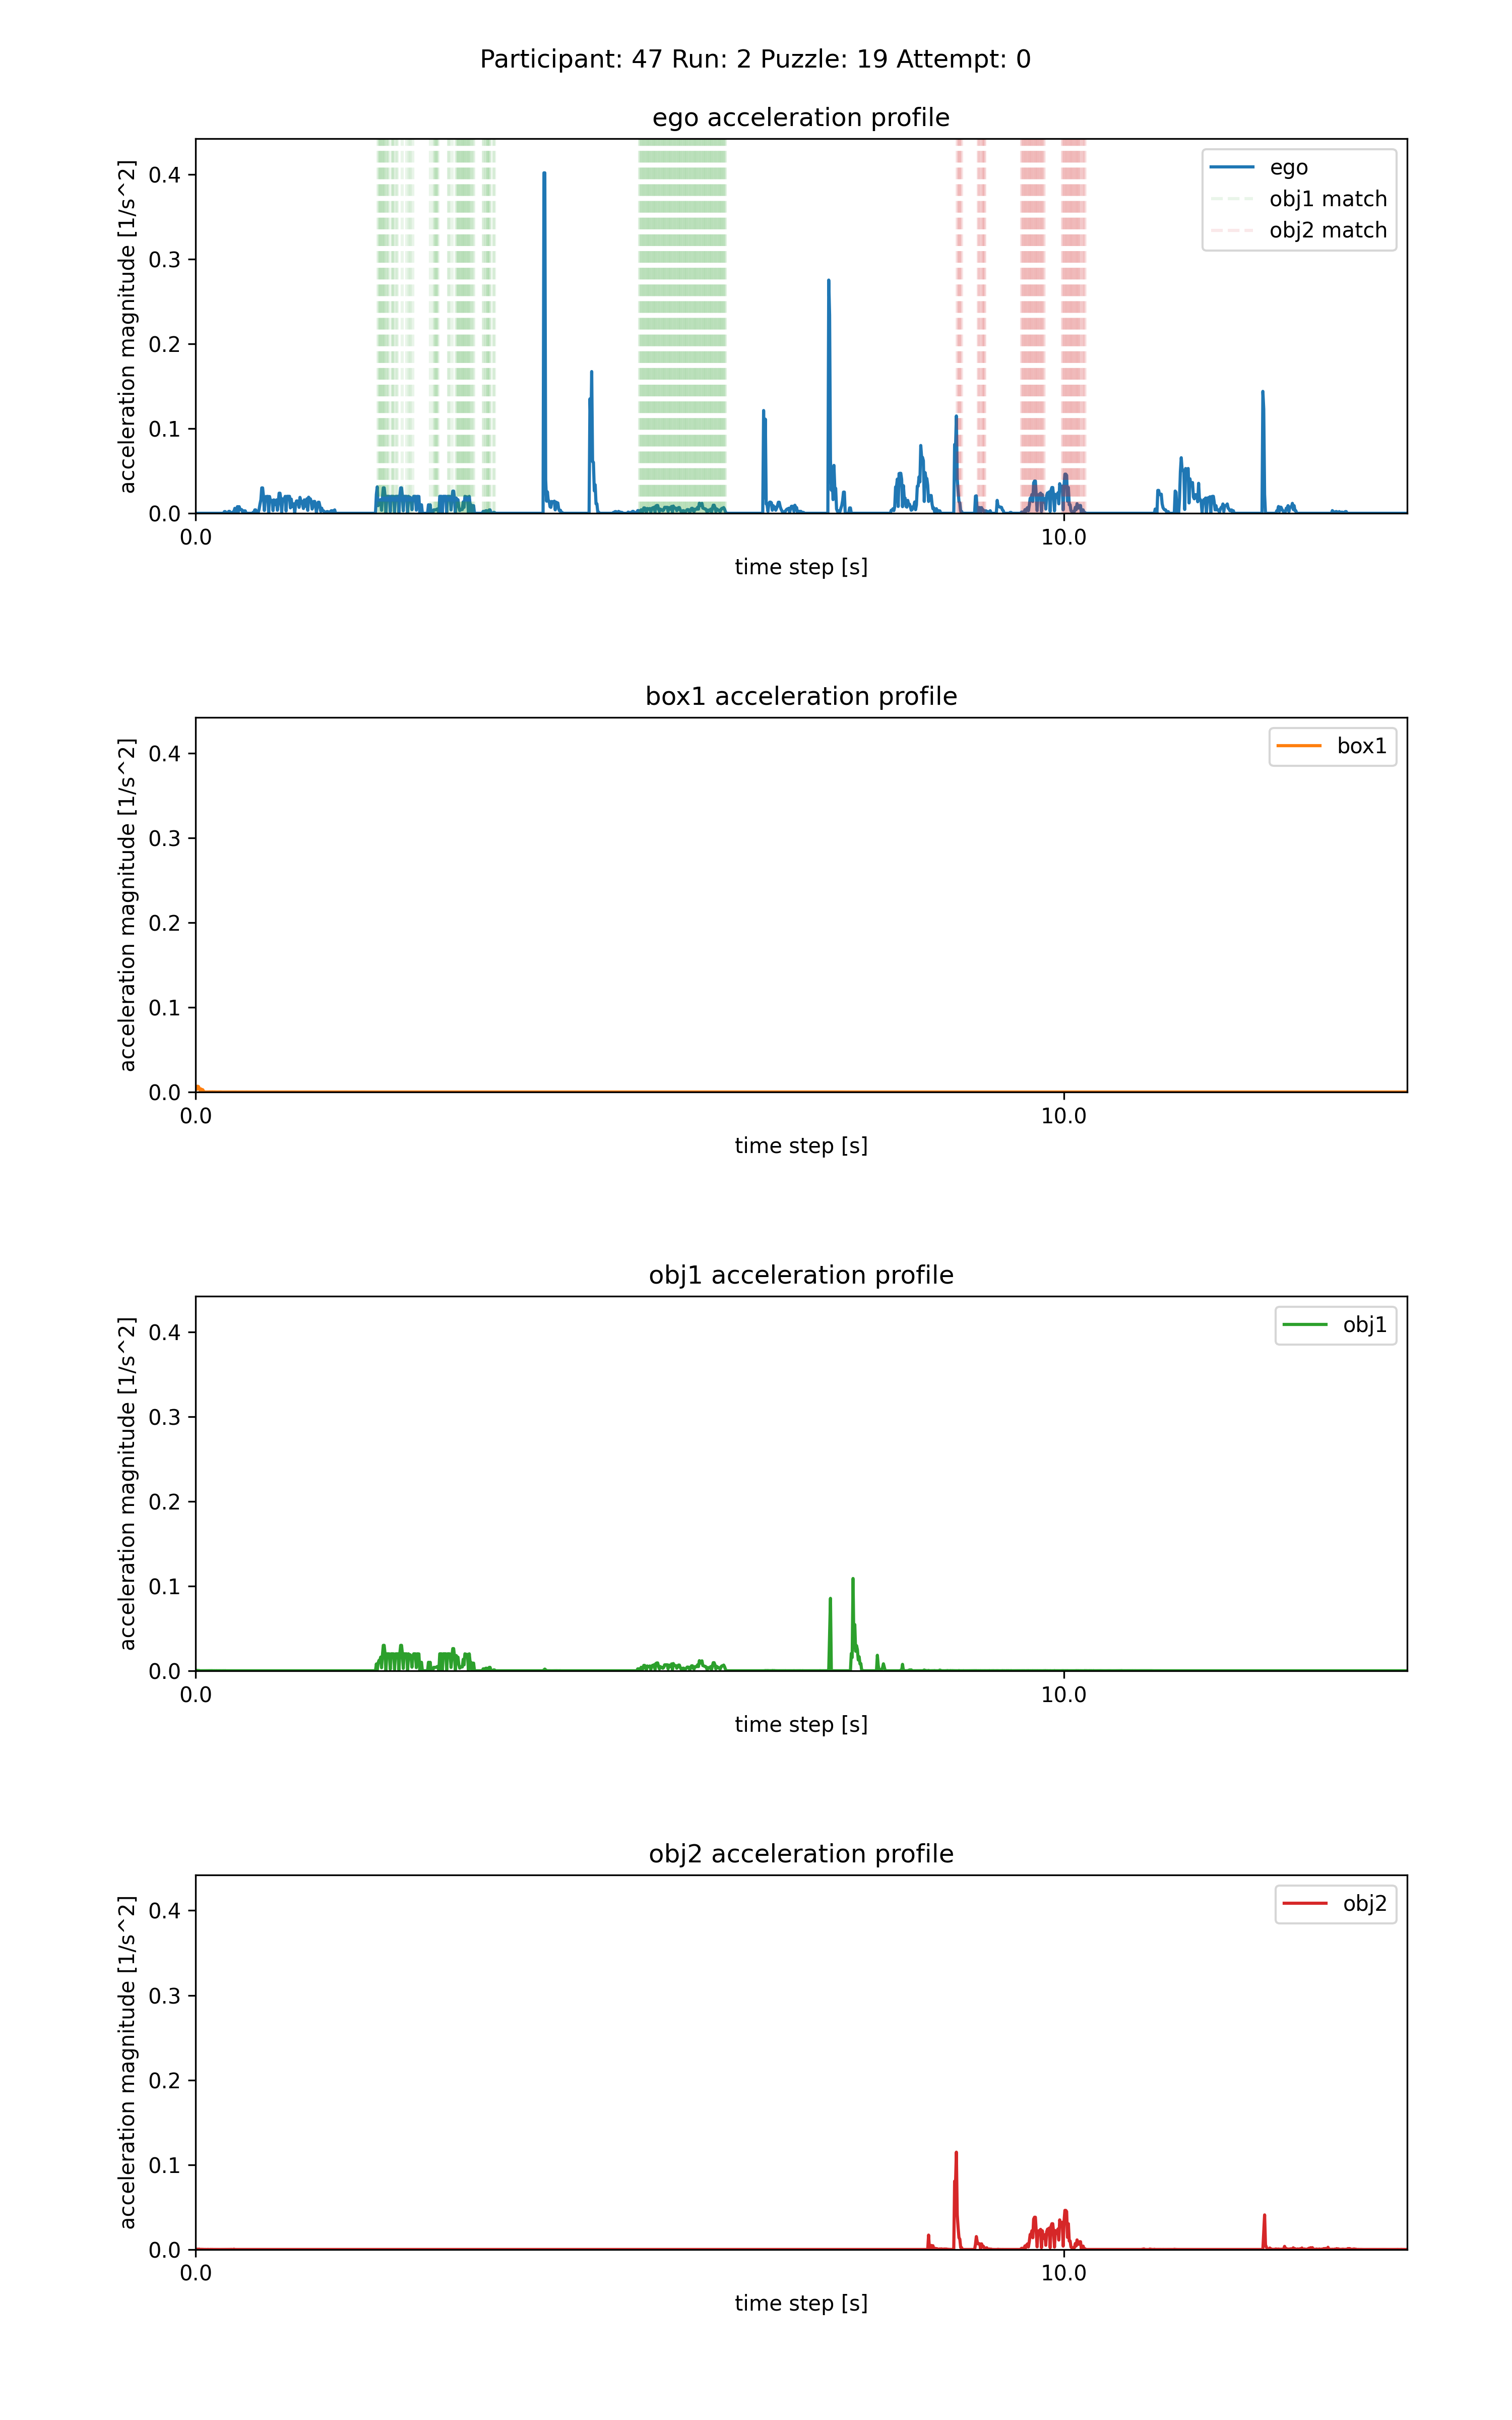 Participant: 47 Run: 2 Puzzle: 19 Attempt: 0
ego acceleration profile
acceleration magnitude [1/s^2]
0.4
0.3
0.2
0.1
0.0
ego
obj1 match
obj2 match
0.0
10.0
time step [s]
box1 acceleration profile
acceleration magnitude [1/s^2]
0.4
0.3
0.2
0.1
0.0
box1
0.0
10.0
time step [s]
obj1 acceleration profile
acceleration magnitude [1/s^2]
0.4
0.3
0.2
0.1
0.0
obj1
0.0
10.0
time step [s]
obj2 acceleration profile
acceleration magnitude [1/s^2]
0.4
0.3
0.2
0.1
0.0
obj2
0.0
10.0
time step [s]